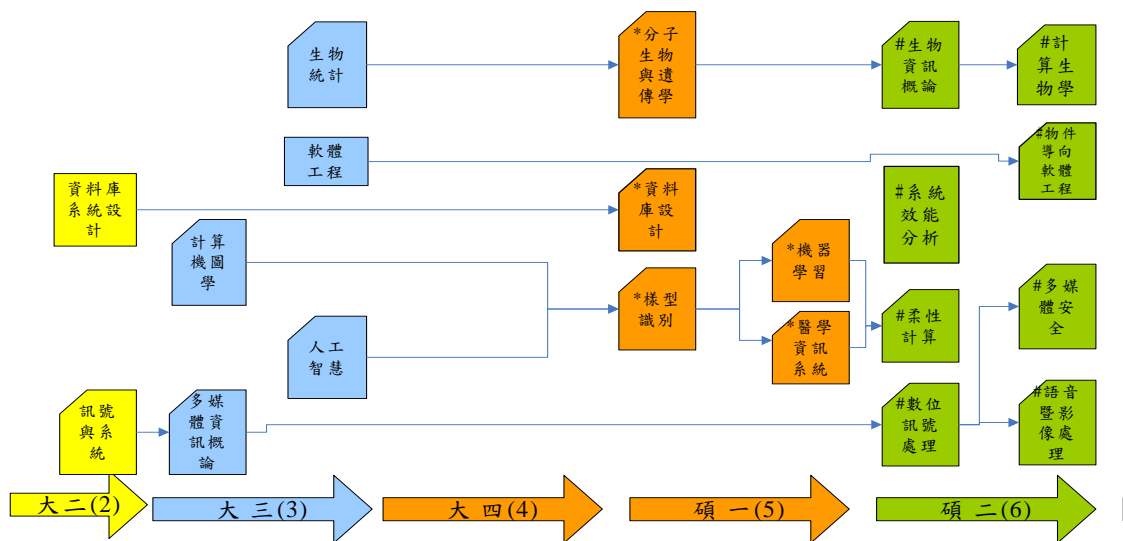 生物
統計
*分子
生物
與遺
傳學
#生物
資訊
概論
#計
算生
物學
軟體
工程
#物件
導向
軟體
工程
資料庫
系統設
計
*資料
庫設
計
#系統
效能
分析
計算
機圖
學
*機器
學習
*樣型
識別
#多媒
體安
全
人工
智慧
*醫學
資訊
系統
#柔性
計算
訊號
與系
統
多媒
體資
訊概
論
#數位
訊號
處理
#語音
暨影
像處
理
大二(2)
大 三(3)
大 四(4)
碩 一(5)
碩 二(6)